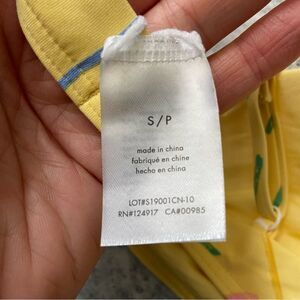 S/P
made in china
fabriqué en chine
hecho en china
LOT#S19001CN-10
RN#124917 CA#00985